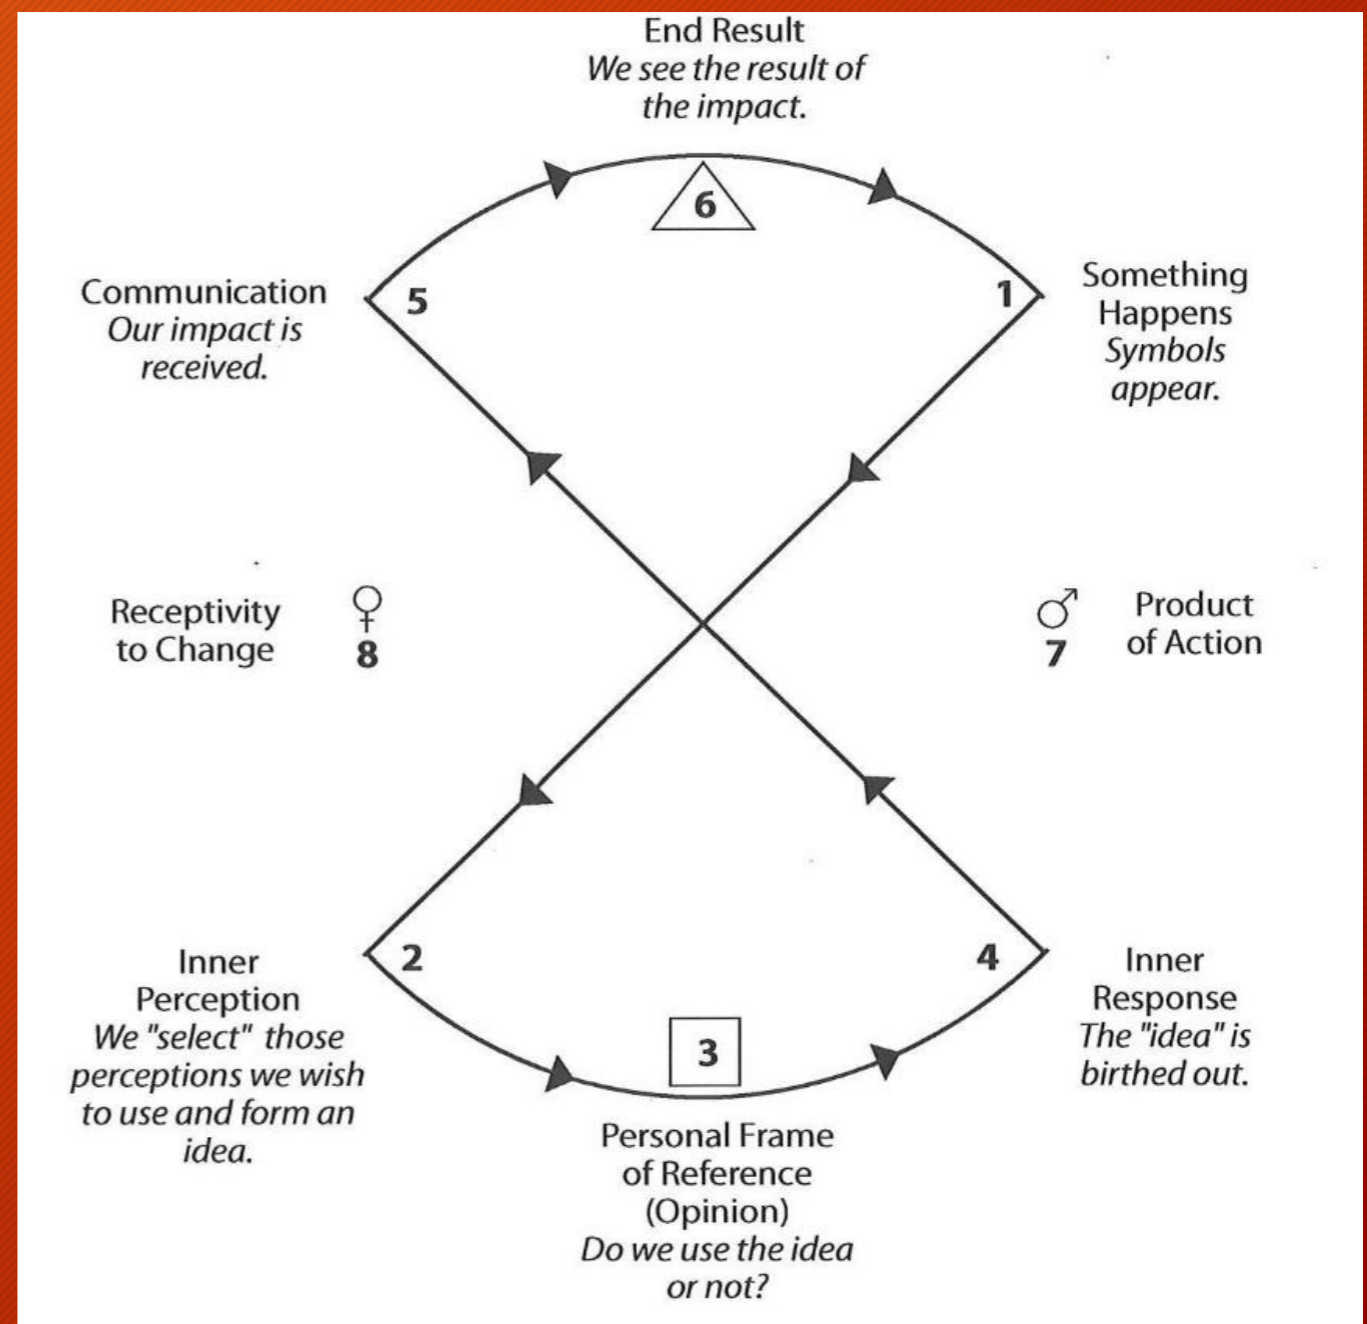 End Result
We see the result of
the impact.
6
Communication
Our impact is
received.
5
1
Something
Happens
Symbols
appear.
Receptivity
to Change
♀
8
♂
7
Product
of Action
Inner
Perception
We "select" those
perceptions we wish
to use and form an
idea.
2
3
Personal Frame
of Reference
(Opinion)
Do we use the idea
or not?
4
Inner
Response
The "idea" is
birthed out.